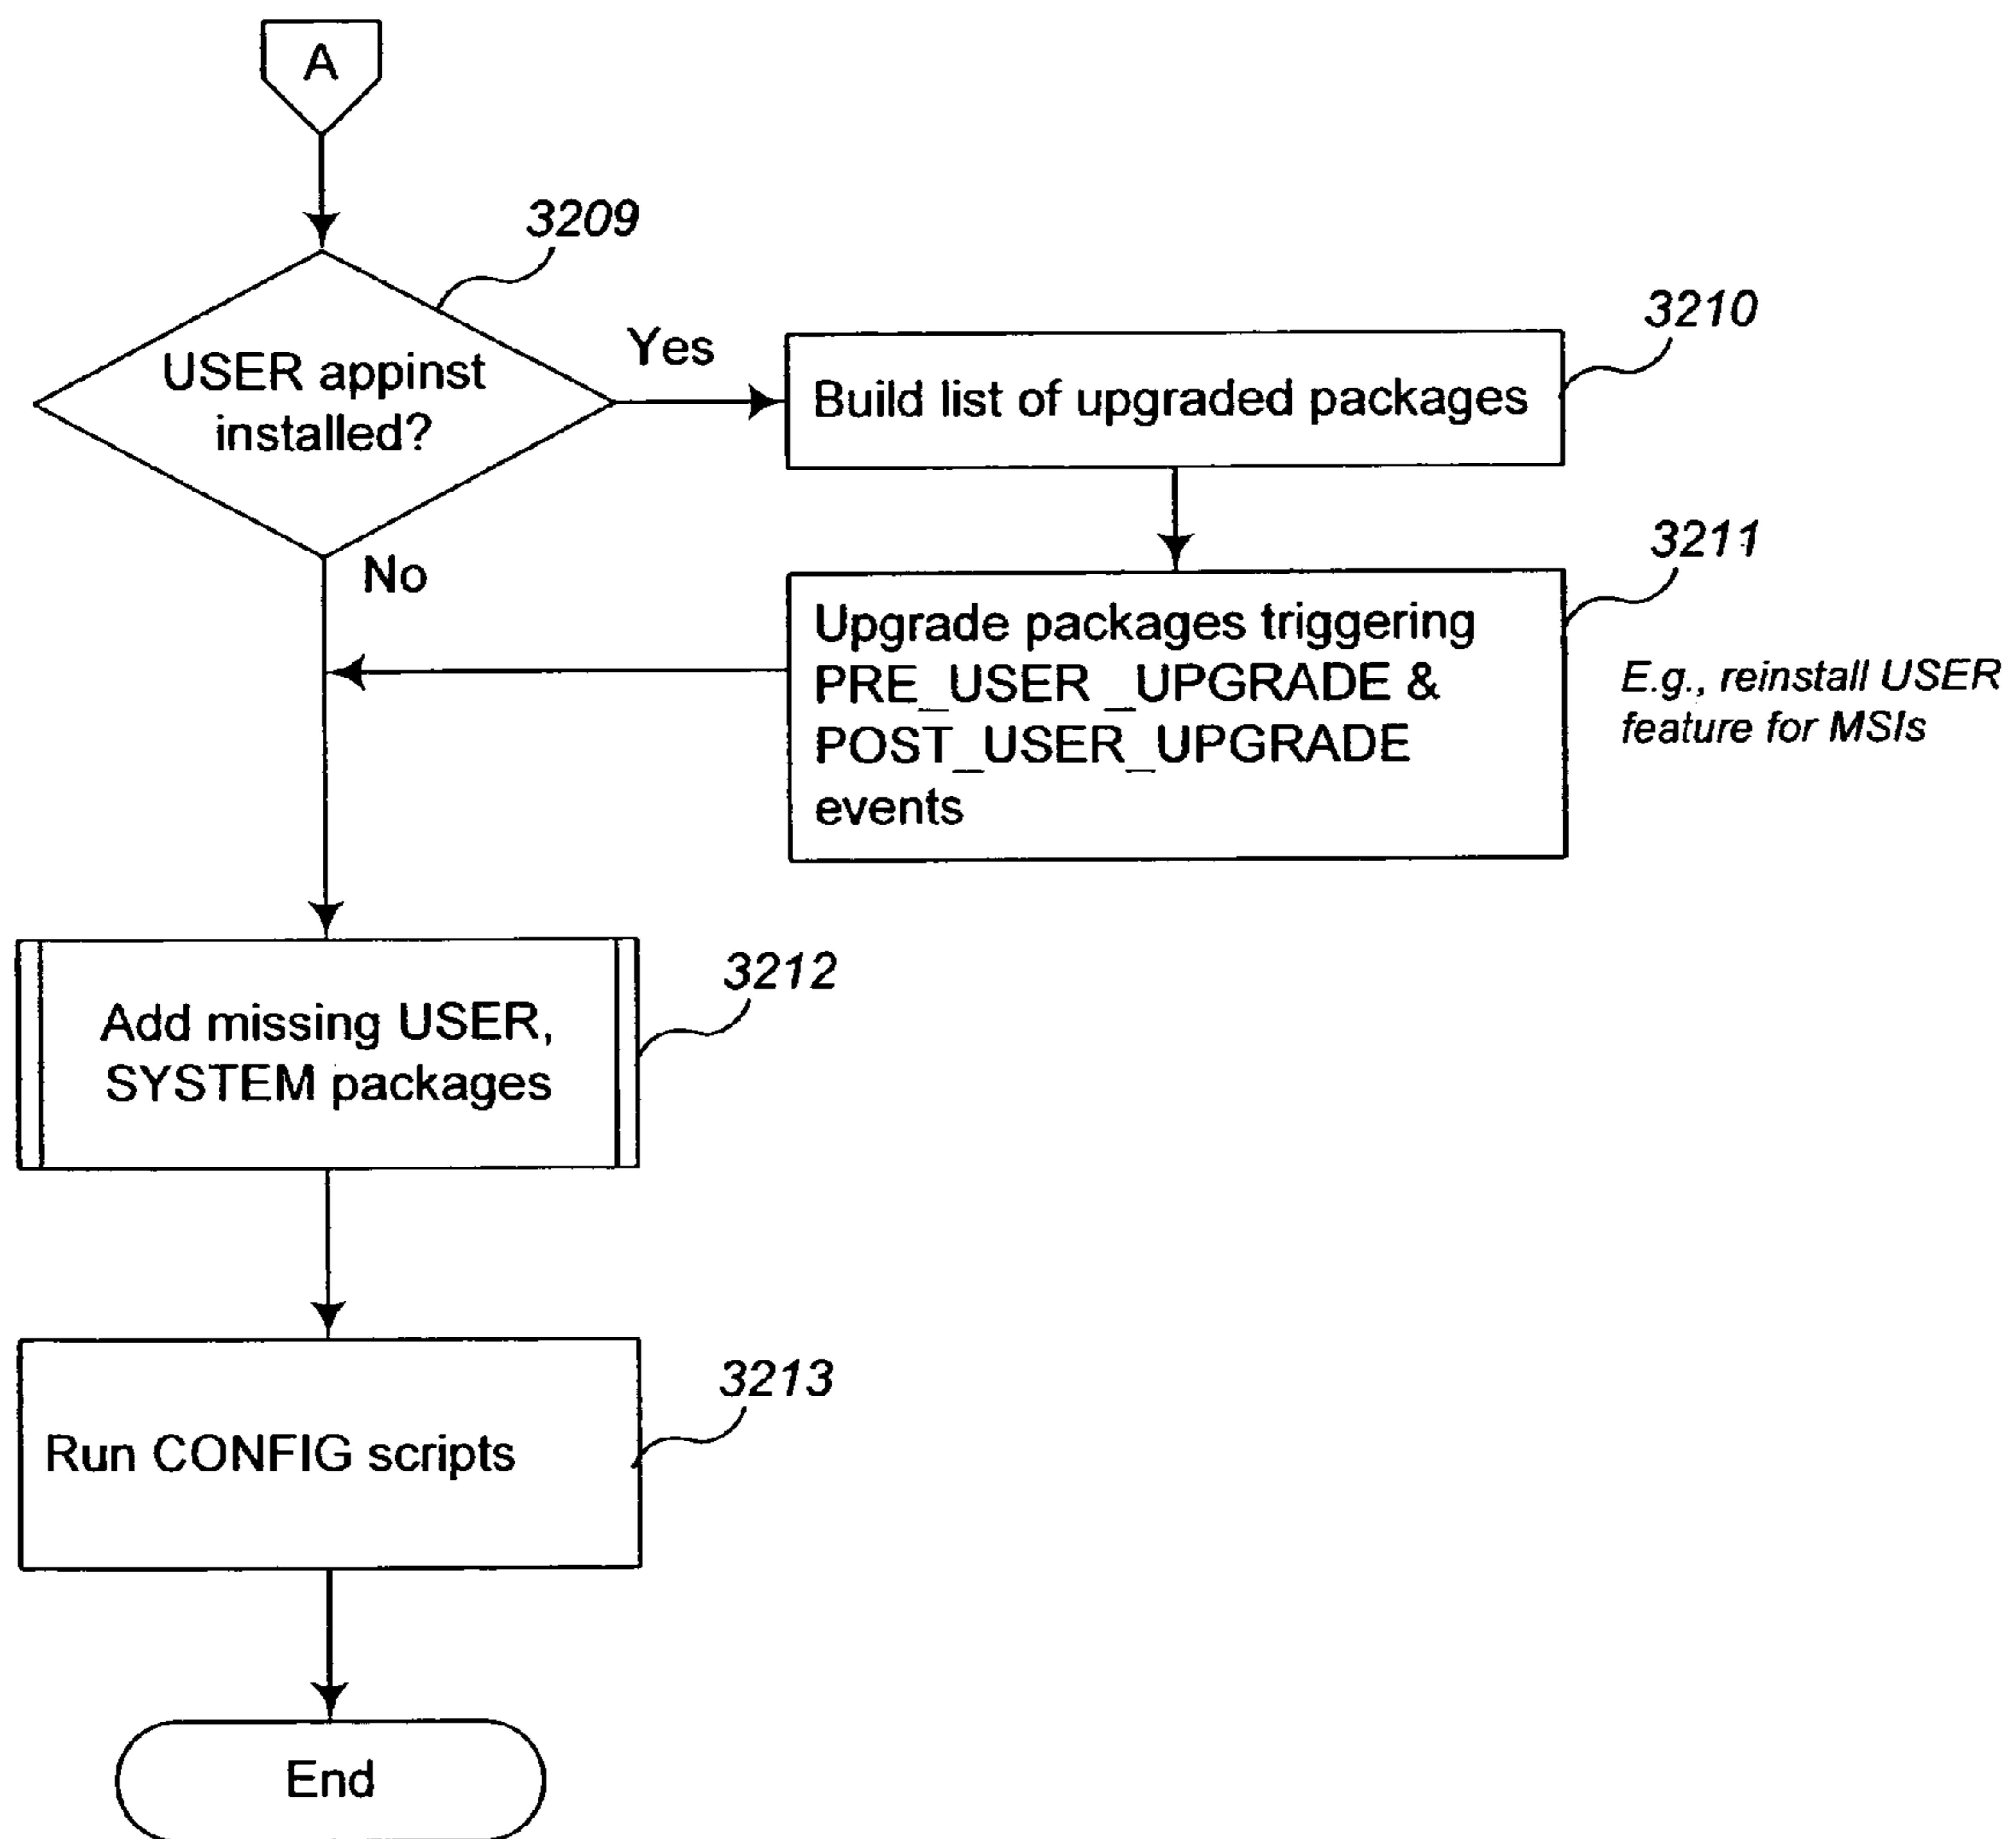 A
3209
USER appinst
installed?
Yes
3210
Build list of upgraded packages
No
3211
Upgrade packages triggering
PRE_USER _UPGRADE &
POST_USER_UPGRADE
events
E.g., reinstall USER
feature for MSIs
3212
Add missing USER,
SYSTEM packages
3213
Run CONFIG scripts
End